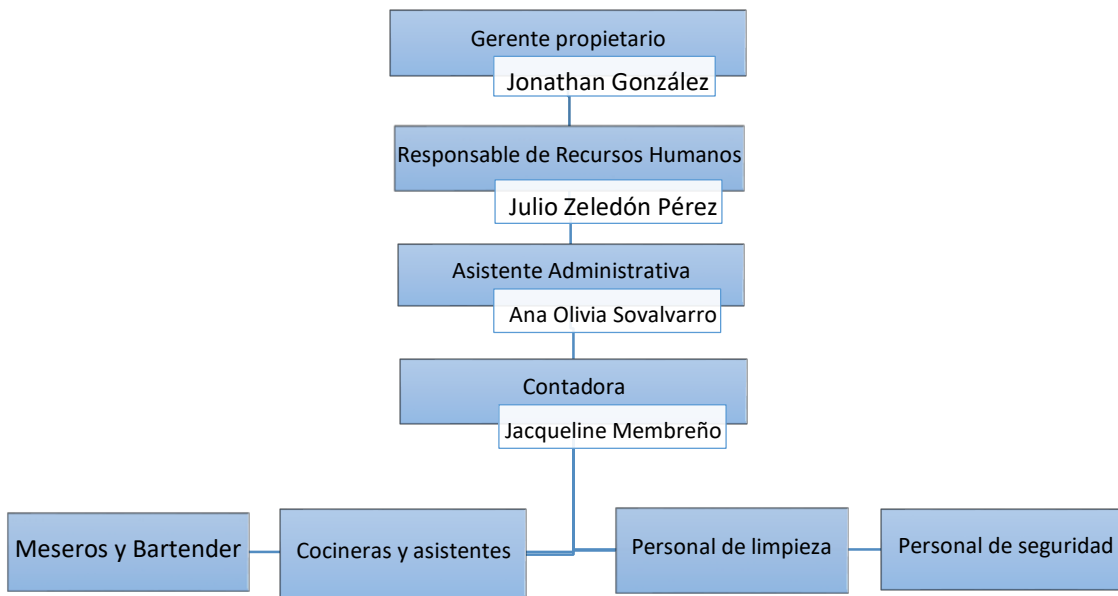 Gerente propietario
Jonathan González
Responsable de Recursos Humanos
Julio Zeledón Pérez
Asistente Administrativa
Ana Olivia Sovalvarro
Contadora
Jacqueline Membreño
Meseros y Bartender
Cocineras y asistentes
Personal de limpieza
Personal de seguridad